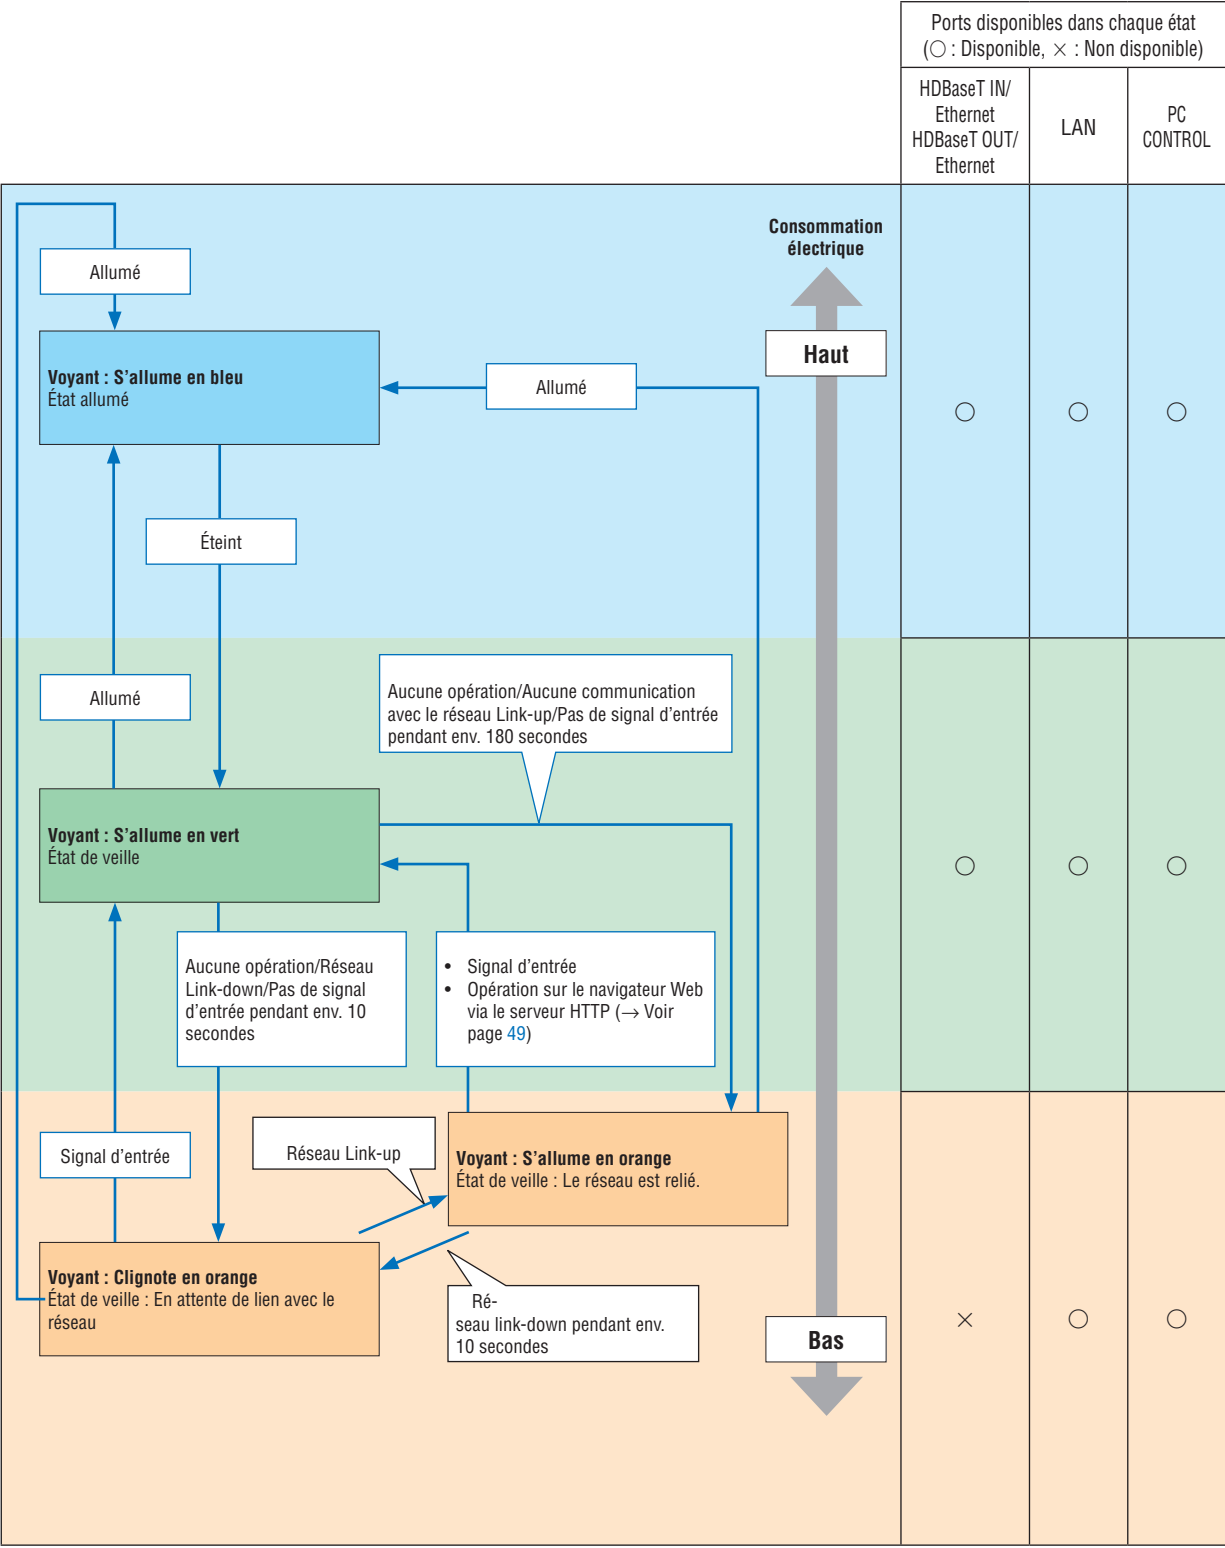 Ports disponibles dans chaque état
(○ : Disponible, × : Non disponible)
HDBaseT IN/
Ethernet
HDBaseT OUT/
Ethernet
LAN
PC
CONTROL
Consommation
électrique
Allumé
Haut
Voyant : S’allume en bleu
État allumé
Allumé
○ ○ ○
Éteint
Allumé
Aucune opération/Aucune communication
avec le réseau Link-up/Pas de signal d’entrée
pendant env. 180 secondes
Voyant : S’allume en vert
État de veille
○ ○ ○
Aucune opération/Réseau
Link-down/Pas de signal
d’entrée pendant env. 10
secondes
• Signal d’entrée
• Opération sur le navigateur Web
via le serveur HTTP (→ Voir
page 49)
Signal d’entrée
Réseau Link-up
Voyant : S’allume en orange
État de veille : Le réseau est relié.
Voyant : Clignote en orange
État de veille : En attente de lien avec le
réseau
Ré-
seau link-down pendant env.
10 secondes
Bas
× ○ ○